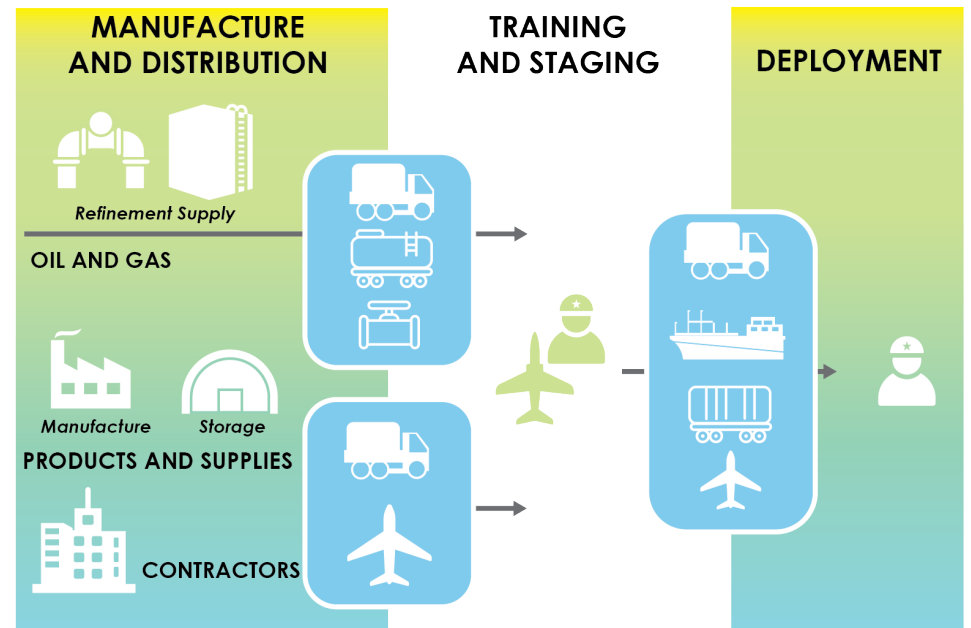 MANUFACTURE
AND DISTRIBUTION
TRAINING
AND STAGING
DEPLOYMENT
Refinement Supply
OIL AND GAS
Manufacture
Storage
PRODUCTS AND SUPPLIES
CONTRACTORS